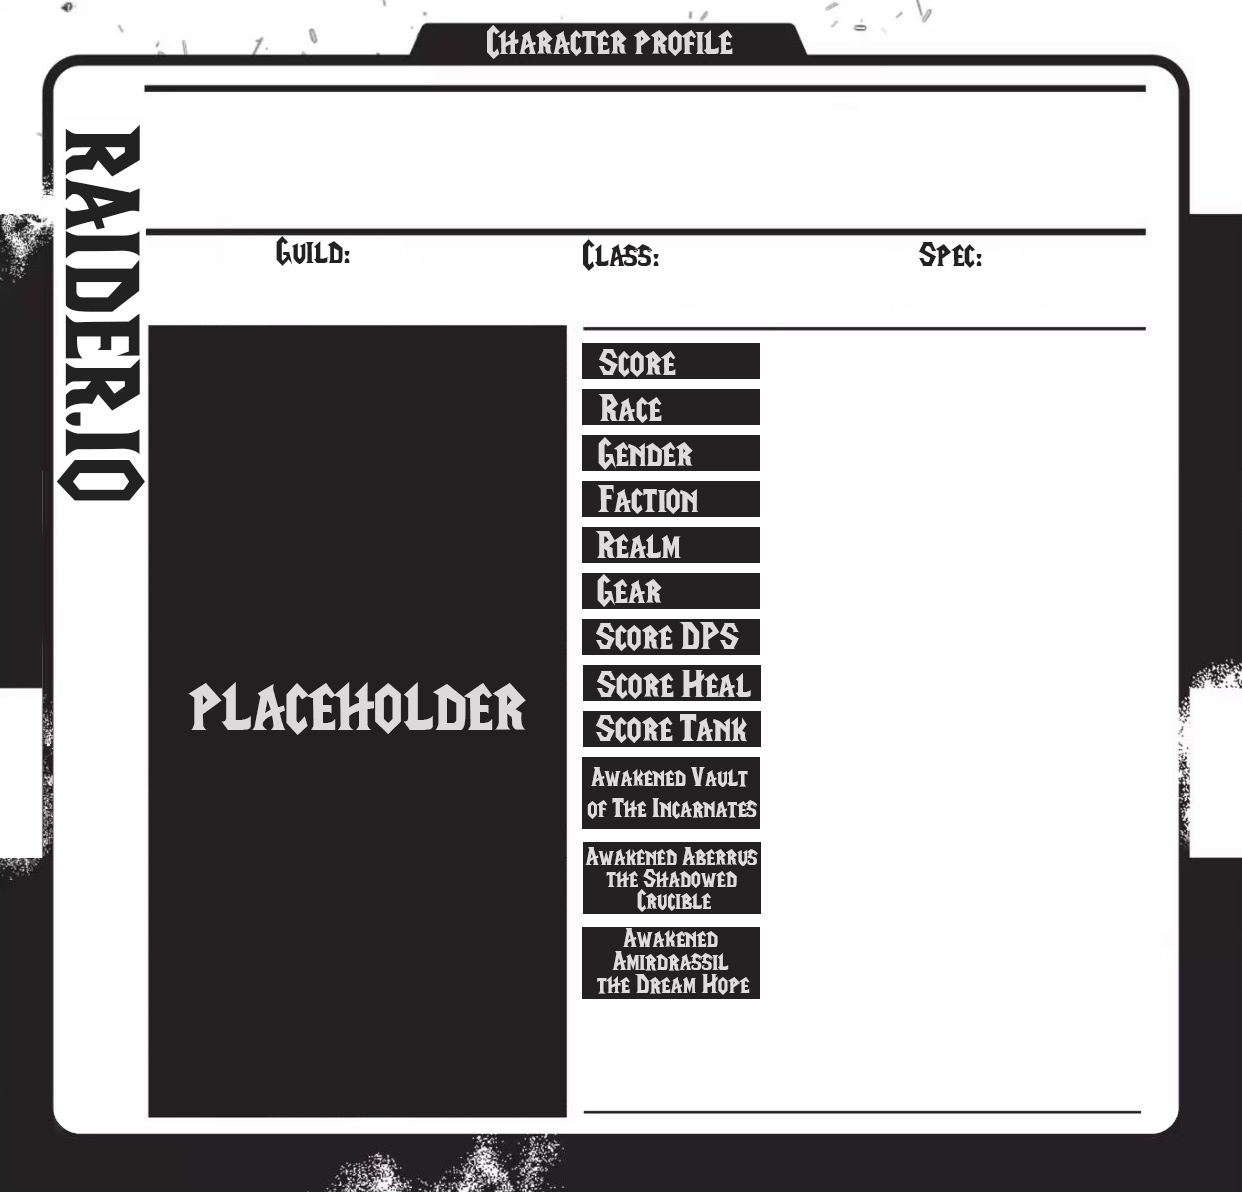 Character profile
RAIDER.IO
Guild:
Class:
Spec:
Score
Race
Gender
Faction
Realm
Gear
Score DPS
Score Heal
Score Tank
Awakened Vault
of The Incarnates
Awakened Aberrus
the Shadowed
Crucible
Awakened
Amirdrassil
the Dream Hope
PLACEHOLDER